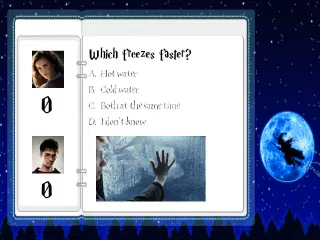 Which freezes faster?
A. Hot water
B. Cold water
C. Both at the same time
D. I don't know
0
0